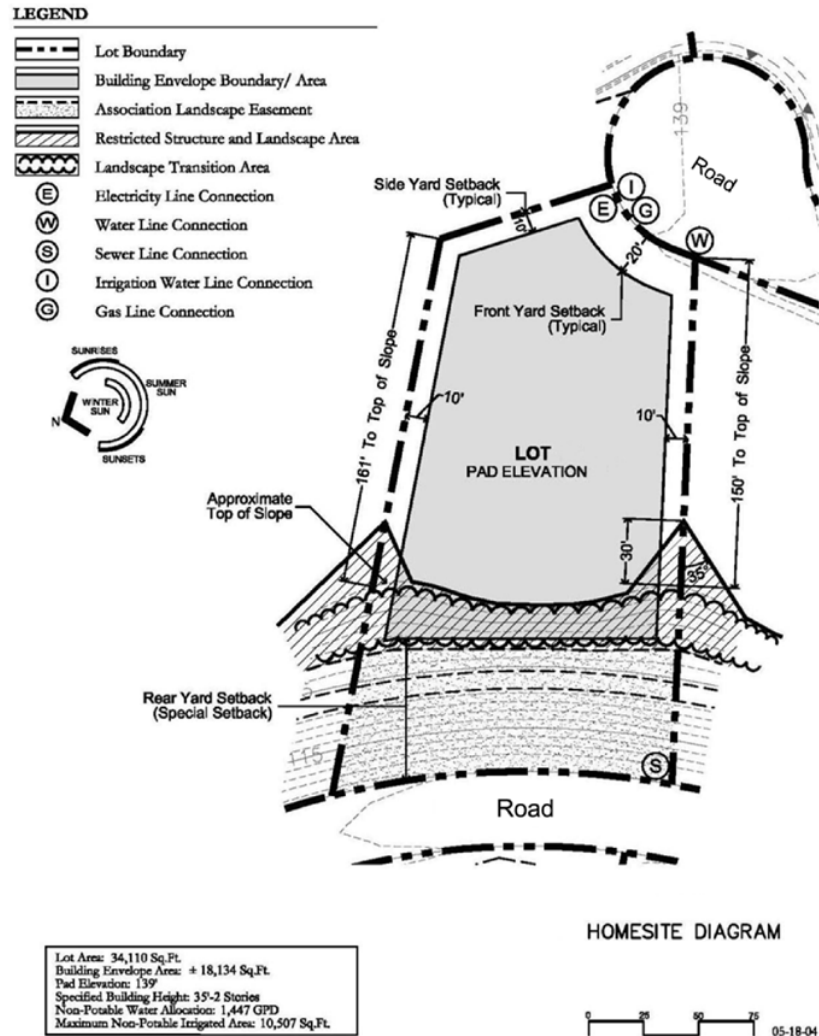 LEGEND
Lot Boundary
Building Envelope Boundary/ Area
Association Landscape Easement
Restricted Structure and Landscape Area
Landscape Transition Area
E Electricity Line Connection
W Water Line Connection
S Sewer Line Connection
I Irrigation Water Line Connection
G Gas Line Connection
SUNRISES
SUMMER
SUN
WINTER
SUN
N
SUNSETS
139
Road
Side Yard Setback
(Typical)
10'
E
I
G
W
20'
Front Yard Setback
(Typical)
161' To Top of Slope
10'
10'
150' To Top of Slope
LOT
PAD ELEVATION
Approximate
Top of Slope
30'
35°
Rear Yard Setback
(Special Setback)
115
S
Road
HOMESITE DIAGRAM
Lot Area: 34,110 Sq.Ft.
Building Envelope Area: ± 18,134 Sq.Ft.
Pad Elevation: 139'
Specified Building Height: 35'-2 Stories
Non-Potable Water Allocation: 1,447 GPD
Maximum Non-Potable Irrigated Area: 10,507 Sq.Ft.
0 25 50 75
05-18-04